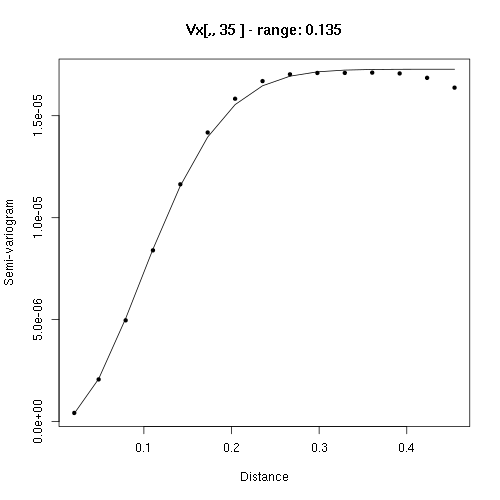 Vx[,, 35 ] - range: 0.135
Semi-variogram
1.5e-05
1.0e-05
5.0e-06
0.0e+00
0.1 0.2 0.3 0.4
Distance